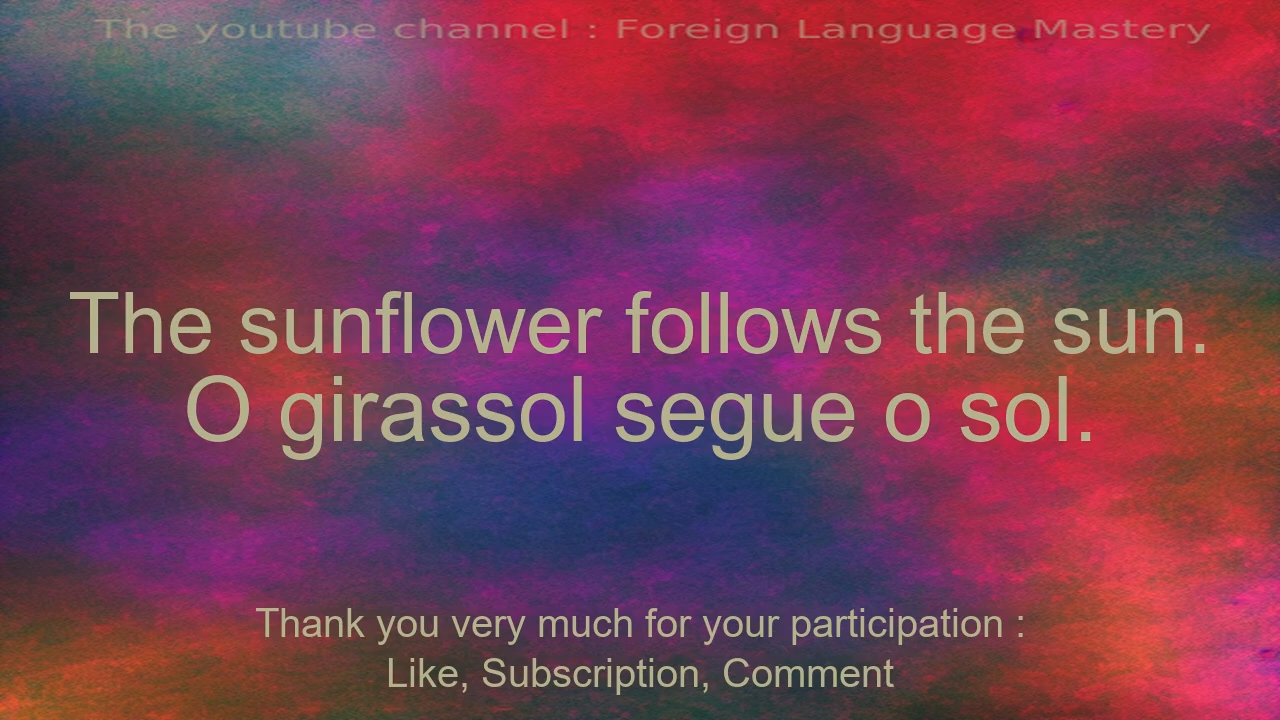 The youtube channel : Foreign Language Mastery
The sunflower follows the sun.
O girassol segue o sol.
Thank you very much for your participation :
Like, Subscription, Comment